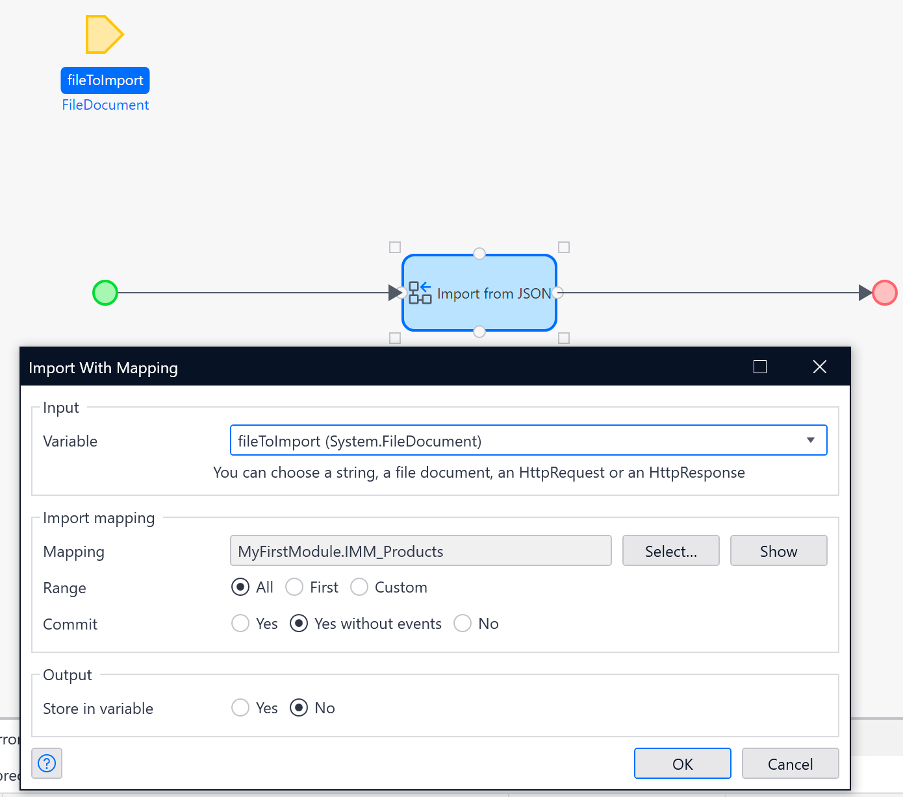 fileToImport
FileDocument
Import from JSON
Import With Mapping
Input
Variable
fileToImport (System.FileDocument)
You can choose a string, a file document, an HttpRequest or an HttpResponse
Import mapping
Mapping
MyFirstModule.IMM_Products
Select...
Show
Range
All
First
Custom
Commit
Yes
Yes without events
No
Output
Store in variable
Yes
No
?
OK
Cancel